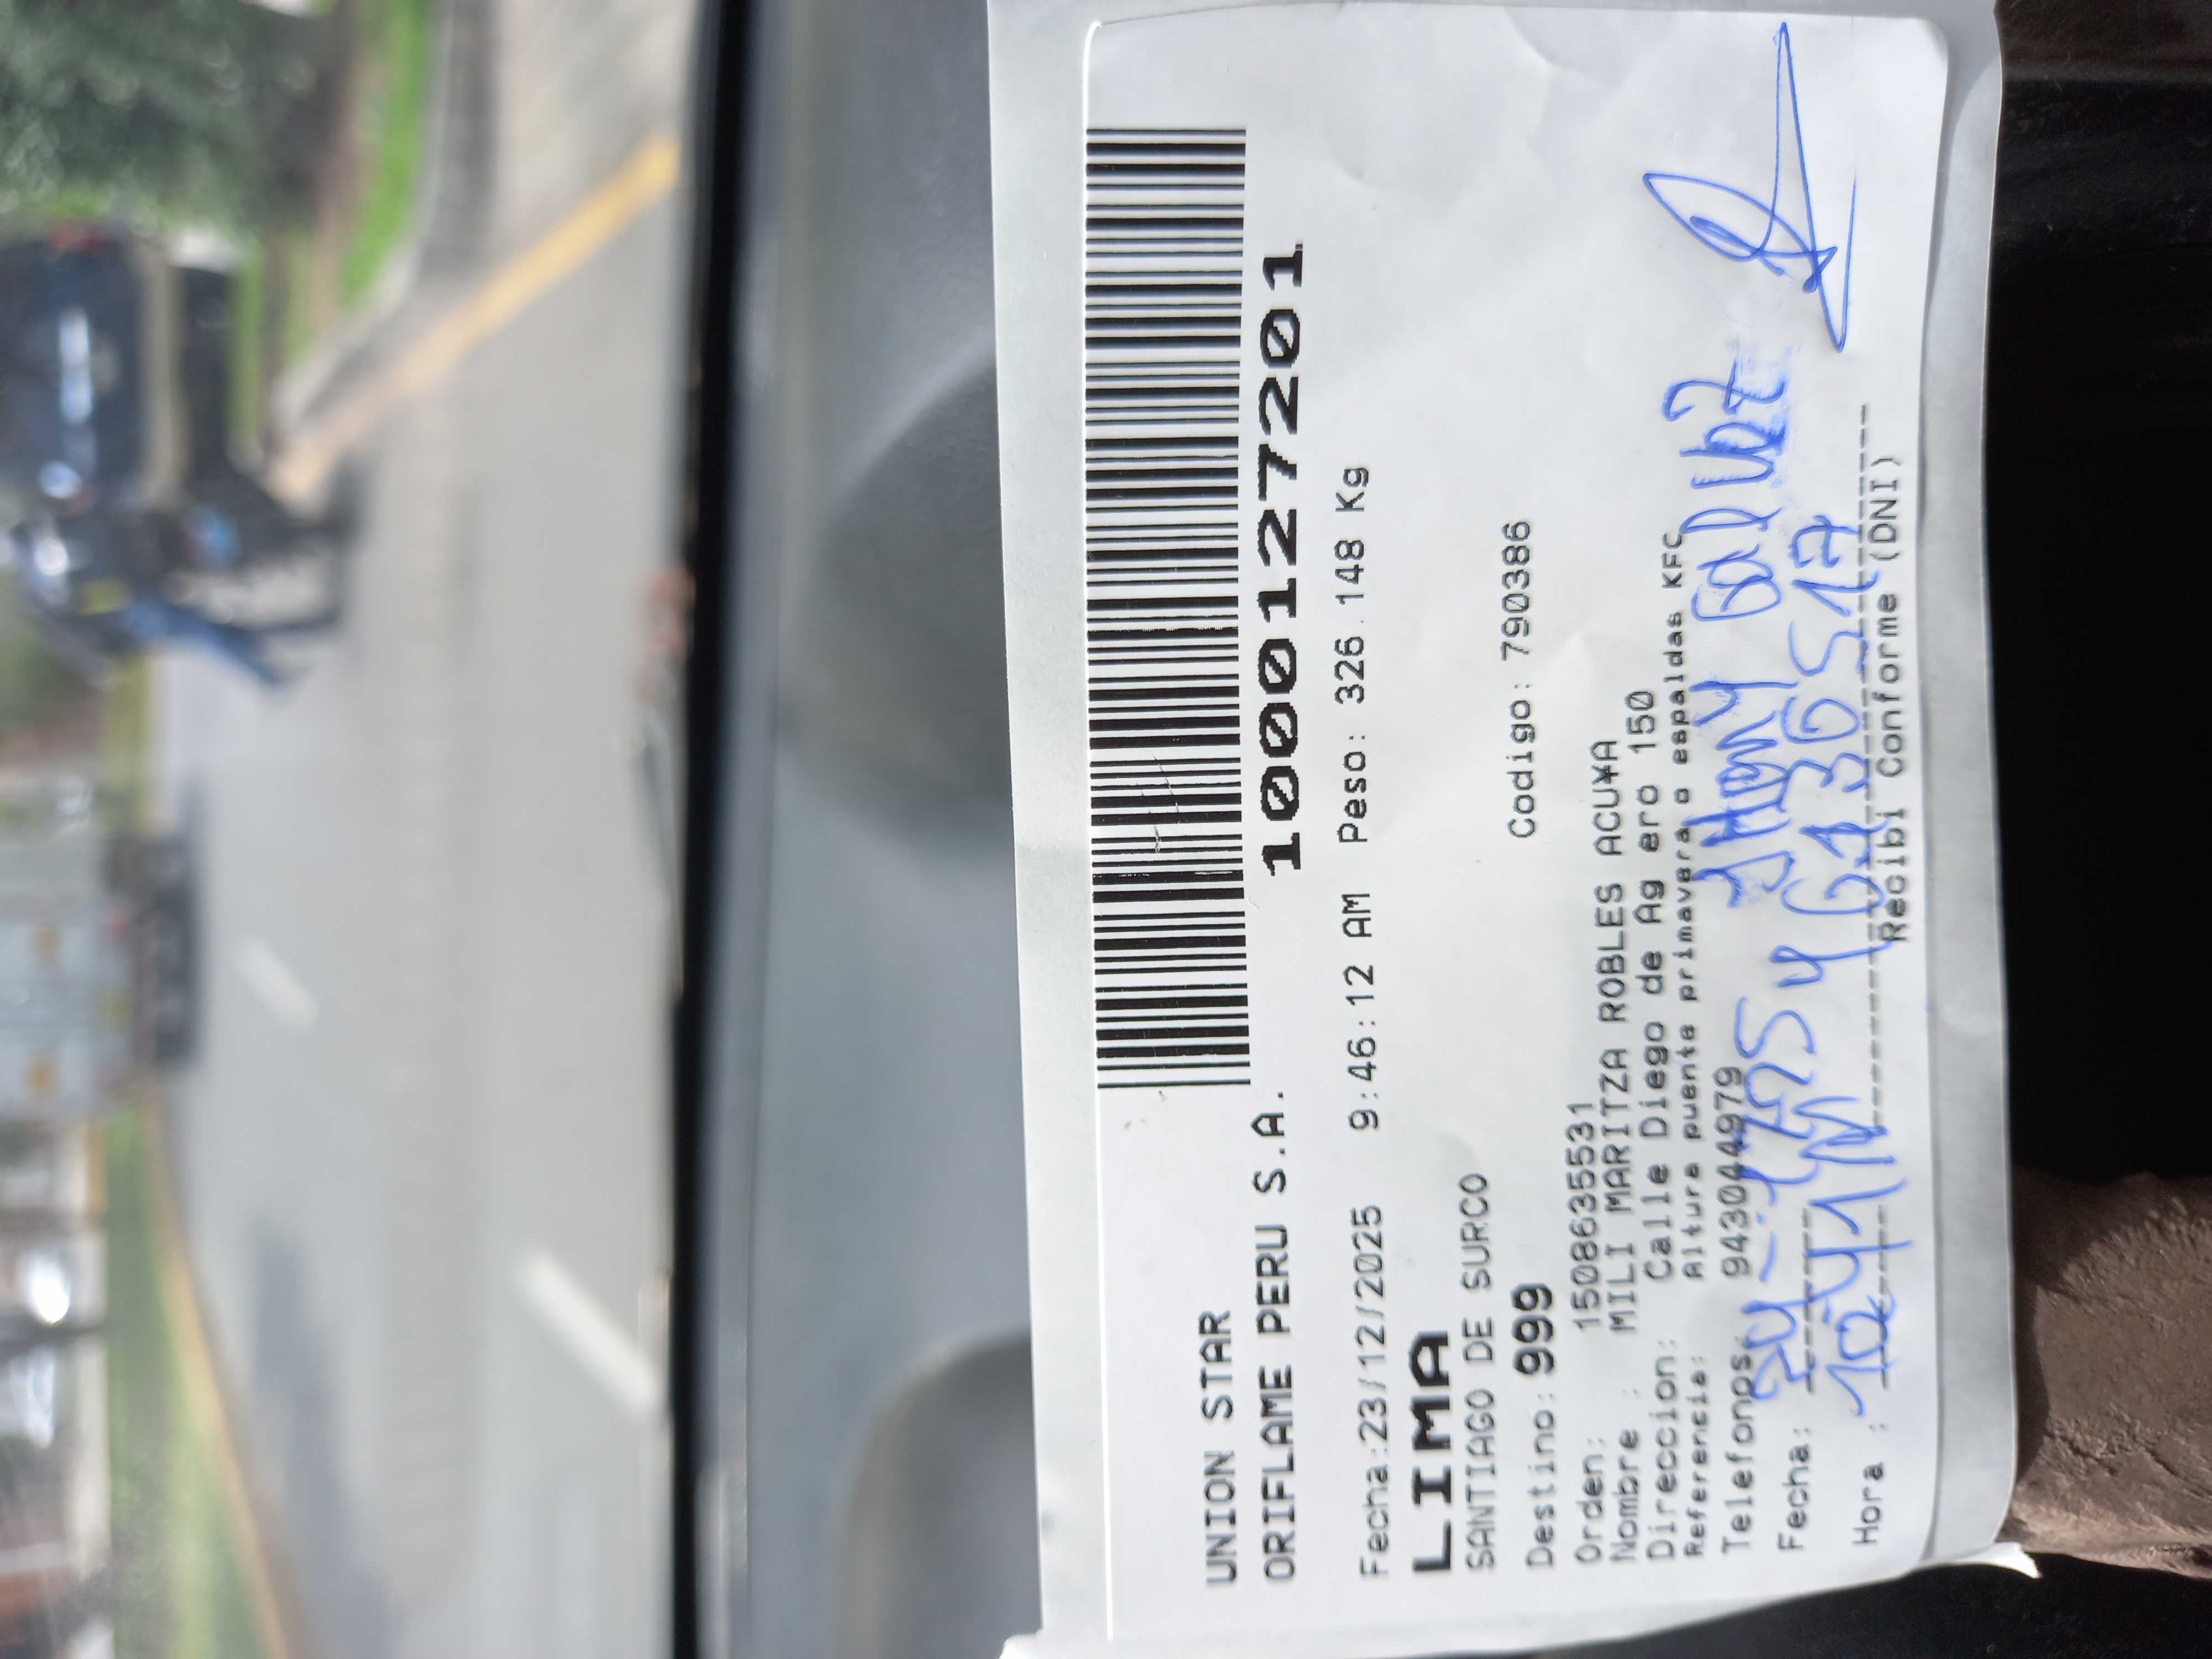 UNION STAR
ORIFLAME PERU S.A.
10001277201
Fecha:23/12/2025 9:46:12 AM Peso: 326.148 Kg
LIMA
SANTIAGO DE SURCO
Destino: 999 Codigo: 790386
Orden: 1508635531
Nombre : MILI MARITZA ROBLES ACU¥A
Direccion: Calle Diego de Ag ero 150
Referencia: Altura puente primavera a espaldas KFC
Telefonos: 943044979
Fecha:
Hora :
Recibi Conforme (DNI)